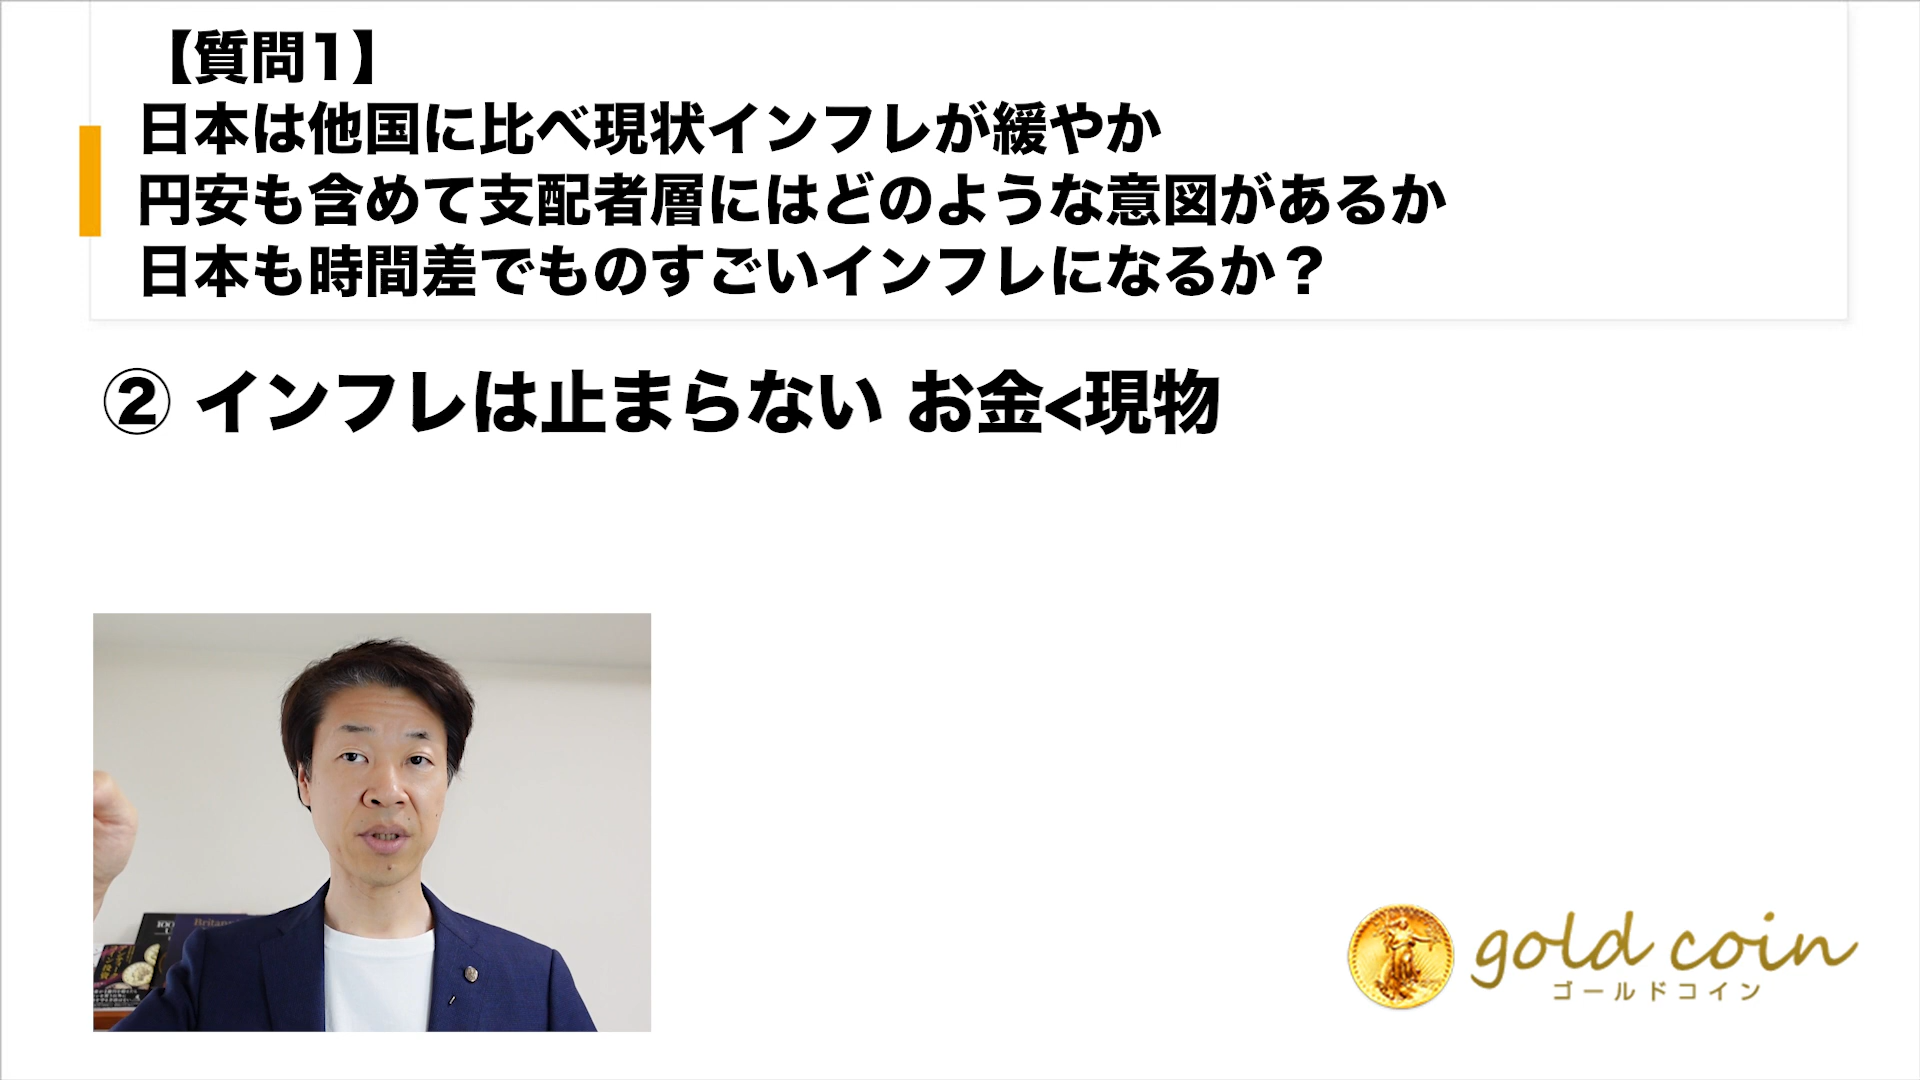 【質問1】
日本は他国に比べ現状インフレが緩やか
円安も含めて支配者層にはどのような意図があるか
日本も時間差でものすごいインフレになるか？
② インフレは止まらない お金<現物
gold coin
ゴールドコイン